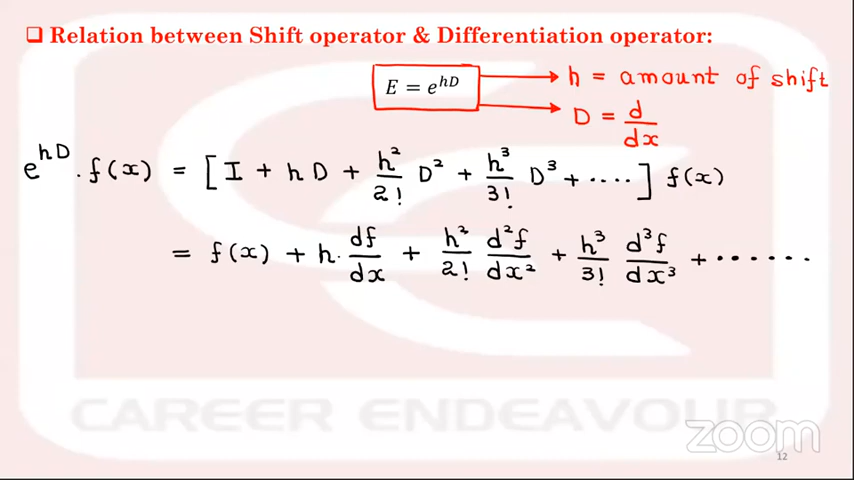 ❑ Relation between Shift operator & Differentiation operator:
E = e^{hD}
h = amount of shift
D = d/dx
e^{hD} . f(x) = [ I + hD + h²/2! D² + h³/3! D³ + .... ] f(x)
= f(x) + h. df/dx + h²/2! d²f/dx² + h³/3! d³f/dx³ + ......
CAREER ENDEAVOUR
zoom
12